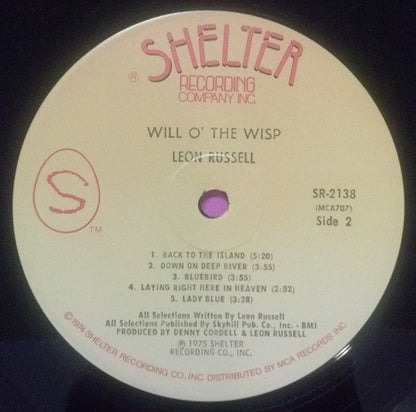 SHELTER
® RECORDING
COMPANY INC.
WILL O' THE WISP
LEON RUSSELL
S
TM
SR-2138
(MCA707)
Side 2
1. BACK TO THE ISLAND (5:20)
2. DOWN ON DEEP RIVER (3:55)
3. BLUEBIRD (3:55)
4. LAYING RIGHT HERE IN HEAVEN (2:52)
5. LADY BLUE (3:28)
All Selections Written By Leon Russell
All Selections Published By Skyhill Pub. Co., Inc. - BMI
PRODUCED BY DENNY CORDELL & LEON RUSSELL
℗ 1975 SHELTER
RECORDING CO., INC.
© 1974 SHELTER RECORDING CO. INC DISTRIBUTED BY MCA RECORDS INC